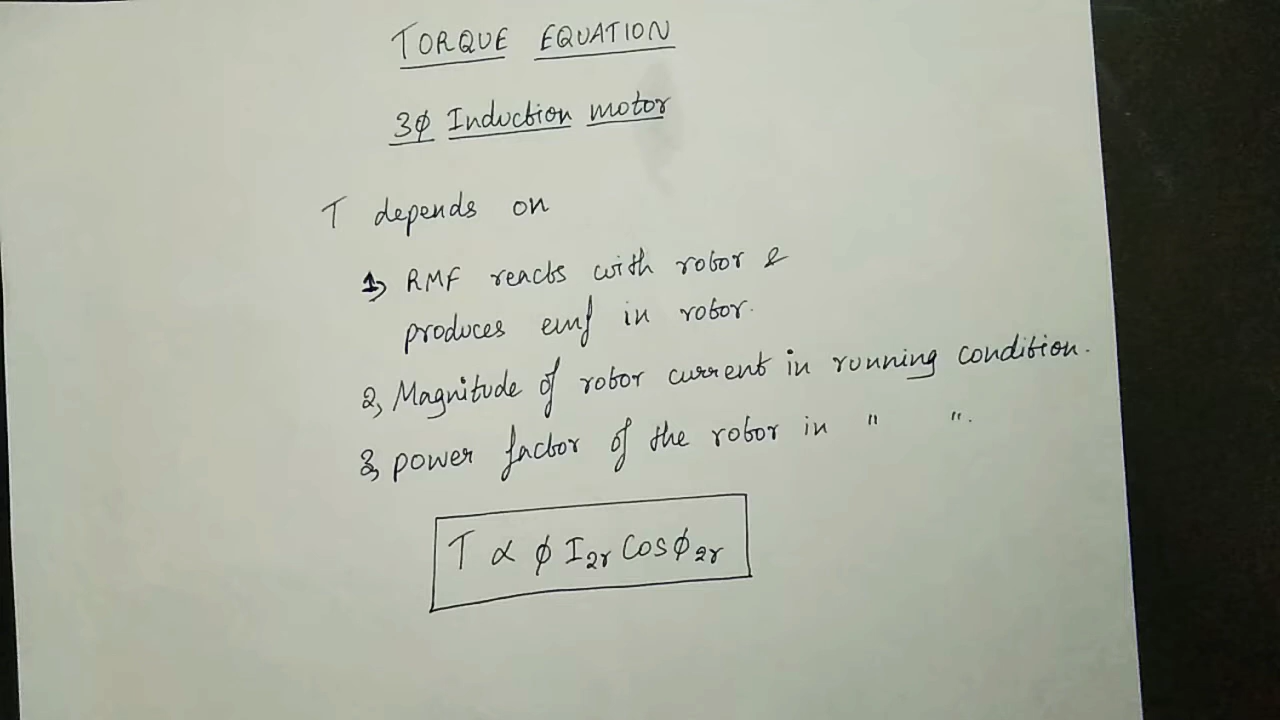 TORQUE EQUATION
3φ Induction motor
T depends on
1) RMF reacts with rotor &
produces emf in rotor.
2) Magnitude of rotor current in running condition.
3) power factor of the rotor in " ".
T ∝ φ I₂ᵣ Cosφ₂ᵣ